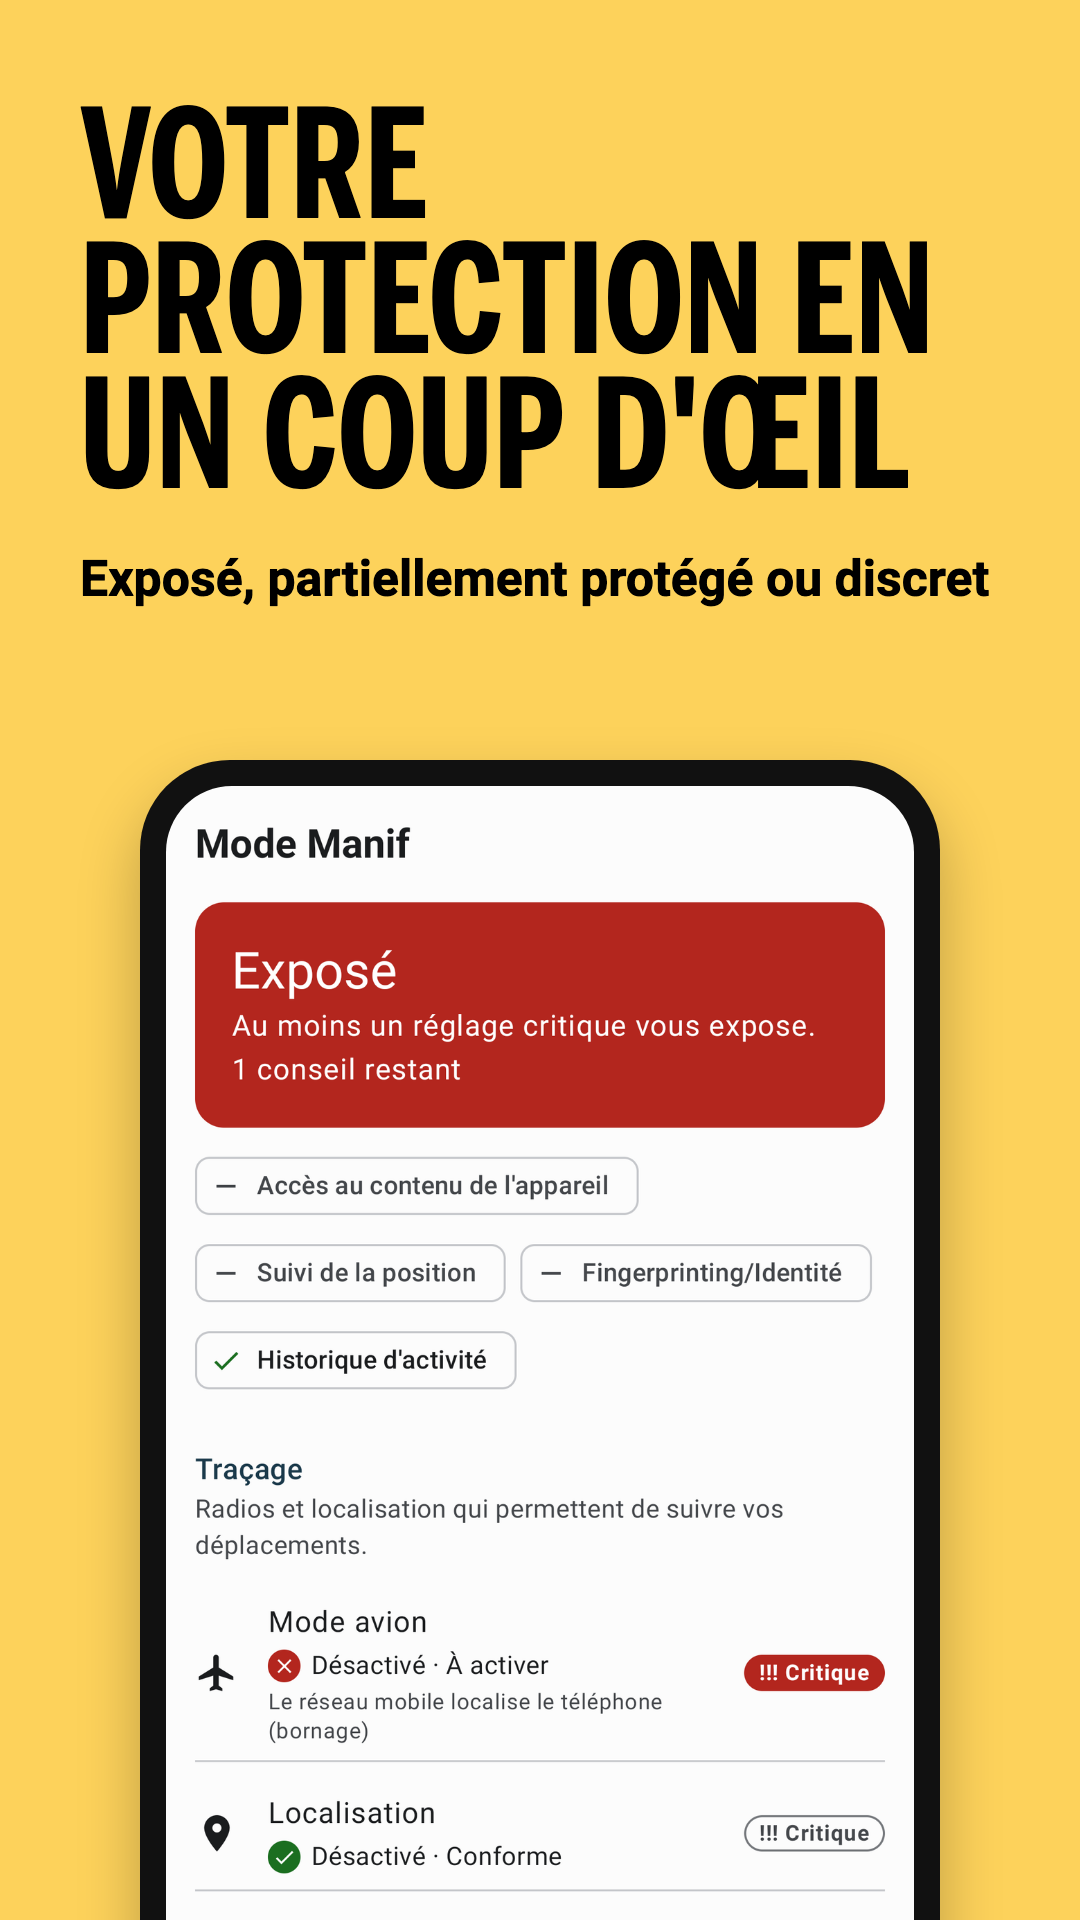 VOTRE
PROTECTION EN
UN COUP D'ŒIL
Exposé, partiellement protégé ou discret
Mode Manif
Exposé
Au moins un réglage critique vous expose.
1 conseil restant
Accès au contenu de l'appareil
Suivi de la position
Fingerprinting/Identité
Historique d'activité
Traçage
Radios et localisation qui permettent de suivre vos
déplacements.
Mode avion
Désactivé · À activer
!!! Critique
Le réseau mobile localise le téléphone
(bornage)
Localisation
!!! Critique
Désactivé · Conforme